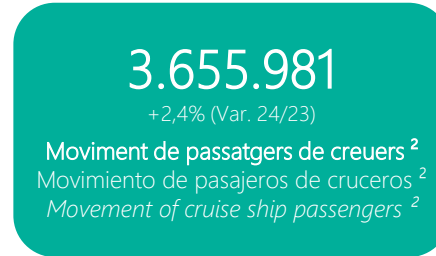 3.655.981
+2,4% (Var. 24/23)
Moviment de passatgers de creuers ²
Movimiento de pasajeros de cruceros ²
Movement of cruise ship passengers ²